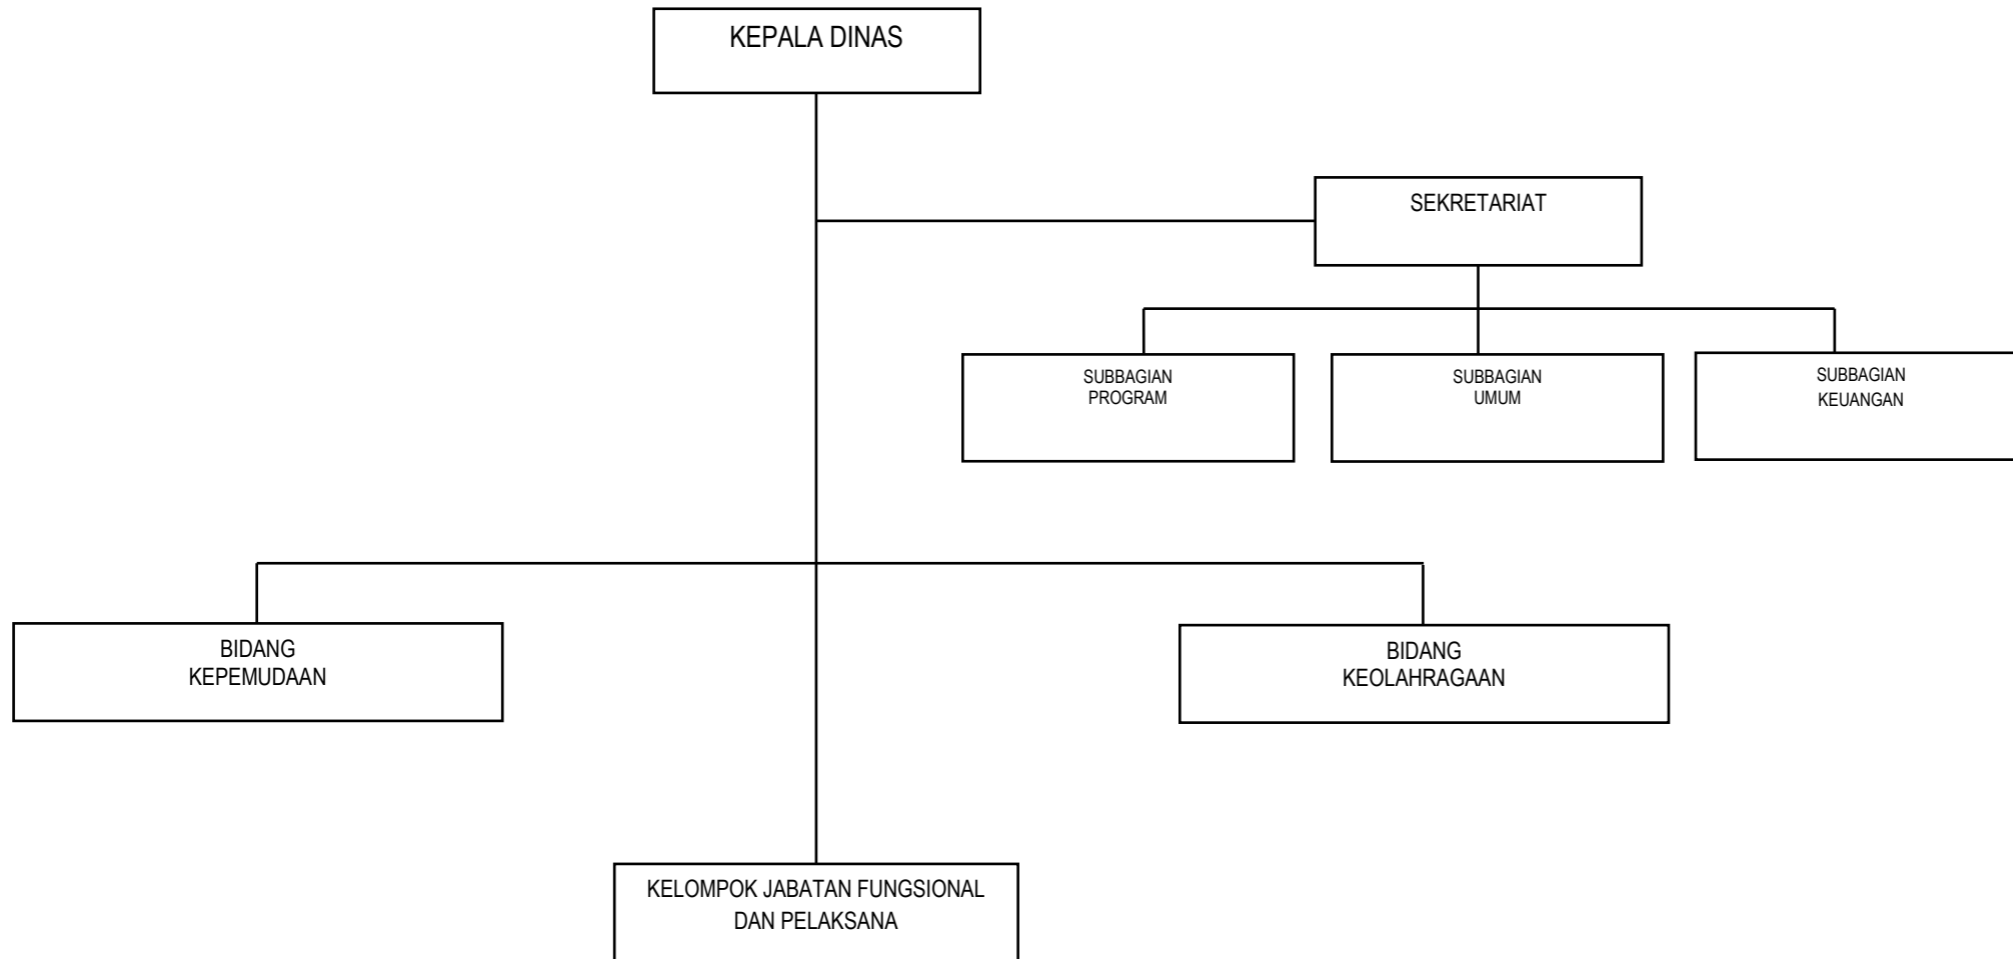 KEPALA DINAS
SEKRETARIAT
SUBBAGIAN
PROGRAM
SUBBAGIAN
UMUM
SUBBAGIAN
KEUANGAN
BIDANG
KEPEMUDAAN
BIDANG
KEOLAHRAGAAN
KELOMPOK JABATAN FUNGSIONAL
DAN PELAKSANA